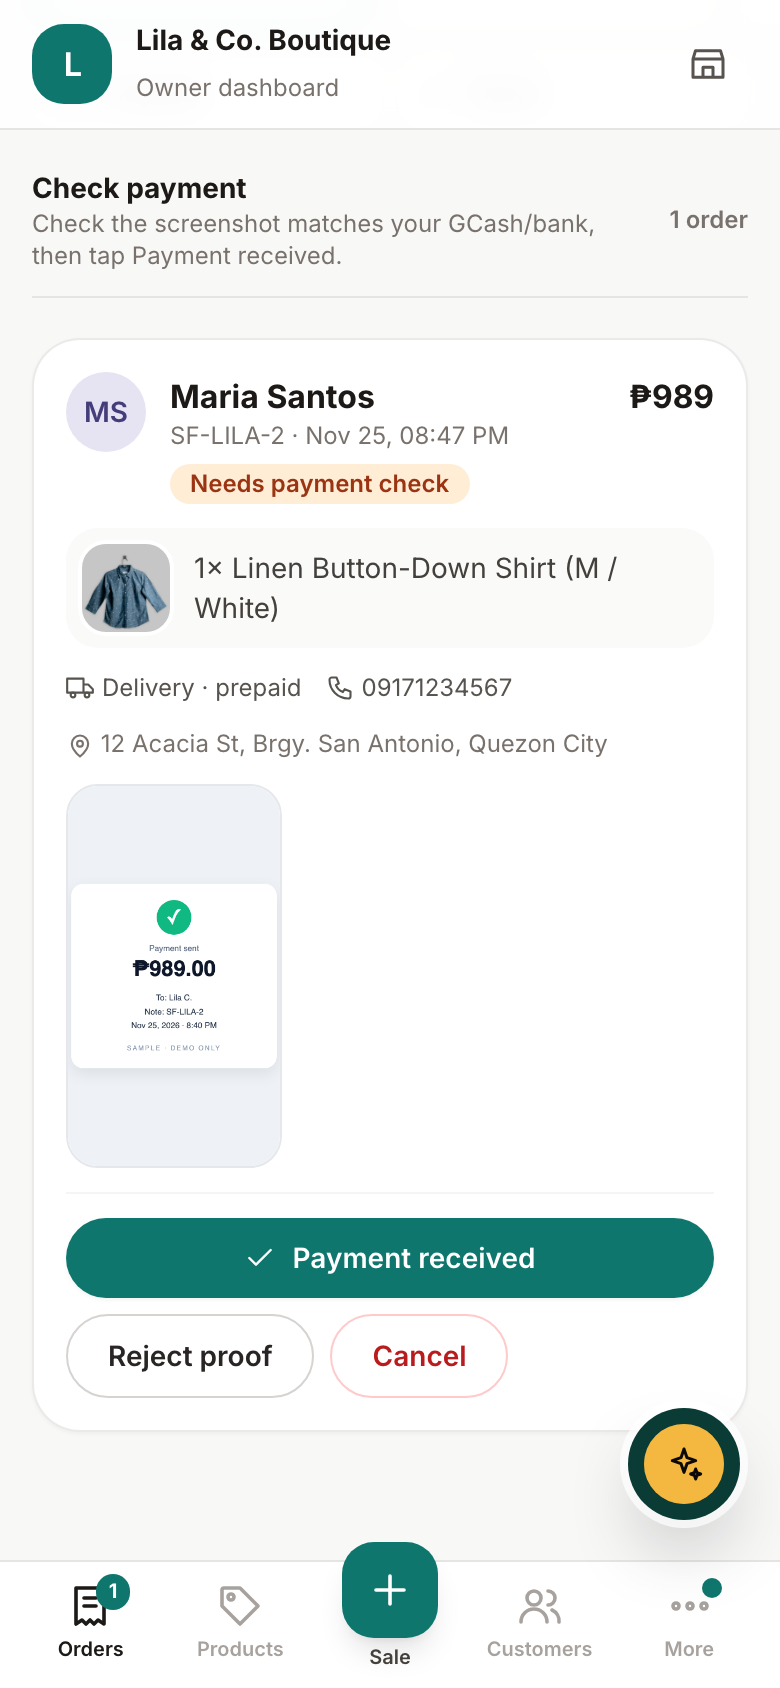 L
Lila & Co. Boutique
Owner dashboard
Check payment
Check the screenshot matches your GCash/bank,
then tap Payment received.
1 order
MS
Maria Santos
₱989
SF-LILA-2 · Nov 25, 08:47 PM
Needs payment check
1× Linen Button-Down Shirt (M /
White)
Delivery · prepaid
09171234567
12 Acacia St, Brgy. San Antonio, Quezon City
Payment sent
₱989.00
To: Lila C.
Note: SF-LILA-2
Nov 25, 2026 · 8:40 PM
SAMPLE · DEMO ONLY
Payment received
Reject proof
Cancel
1
Orders
Products
Sale
Customers
More